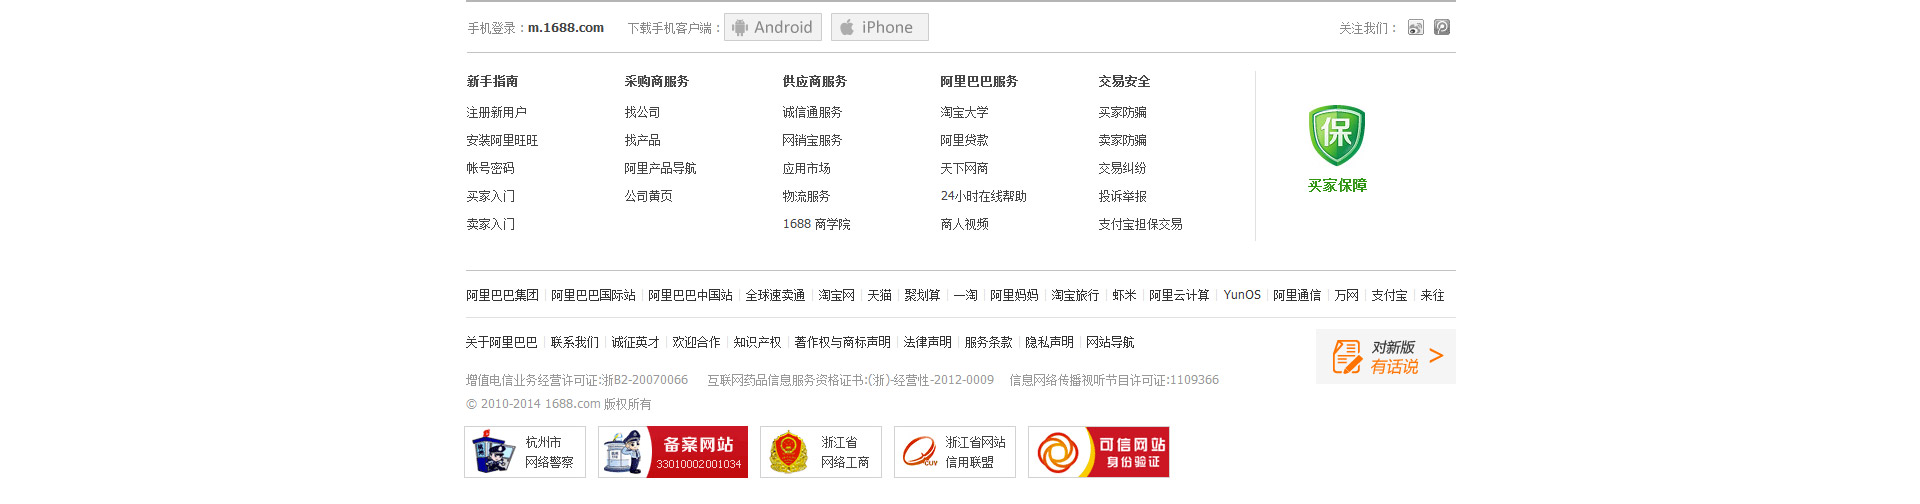 手机登录：m.1688.com 下载手机客户端： Android iPhone 关注我们：
新手指南 采购商服务 供应商服务 阿里巴巴服务 交易安全
注册新用户 找公司 诚信通服务 淘宝大学 买家防骗
安装阿里旺旺 找产品 网销宝服务 阿里贷款 卖家防骗
帐号密码 阿里产品导航 应用市场 天下网商 交易纠纷
买家入门 公司黄页 物流服务 24小时在线帮助 投诉举报
卖家入门 1688 商学院 商人视频 支付宝担保交易
保
买家保障
阿里巴巴集团 阿里巴巴国际站 阿里巴巴中国站 全球速卖通 淘宝网 天猫 聚划算 一淘 阿里妈妈 淘宝旅行 虾米 阿里云计算 YunOS 阿里通信 万网 支付宝 来往
关于阿里巴巴 联系我们 诚征英才 欢迎合作 知识产权 著作权与商标声明 法律声明 服务条款 隐私声明 网站导航
对新版
有话说
增值电信业务经营许可证:浙B2-20070066 互联网药品信息服务资格证书:(浙)-经营性-2012-0009 信息网络传播视听节目许可证:1109366
© 2010-2014 1688.com 版权所有
杭州市
网络警察
备案网站
33010002001034
浙江省
网络工商
CUV
浙江省网站
信用联盟
可信网站
身份验证